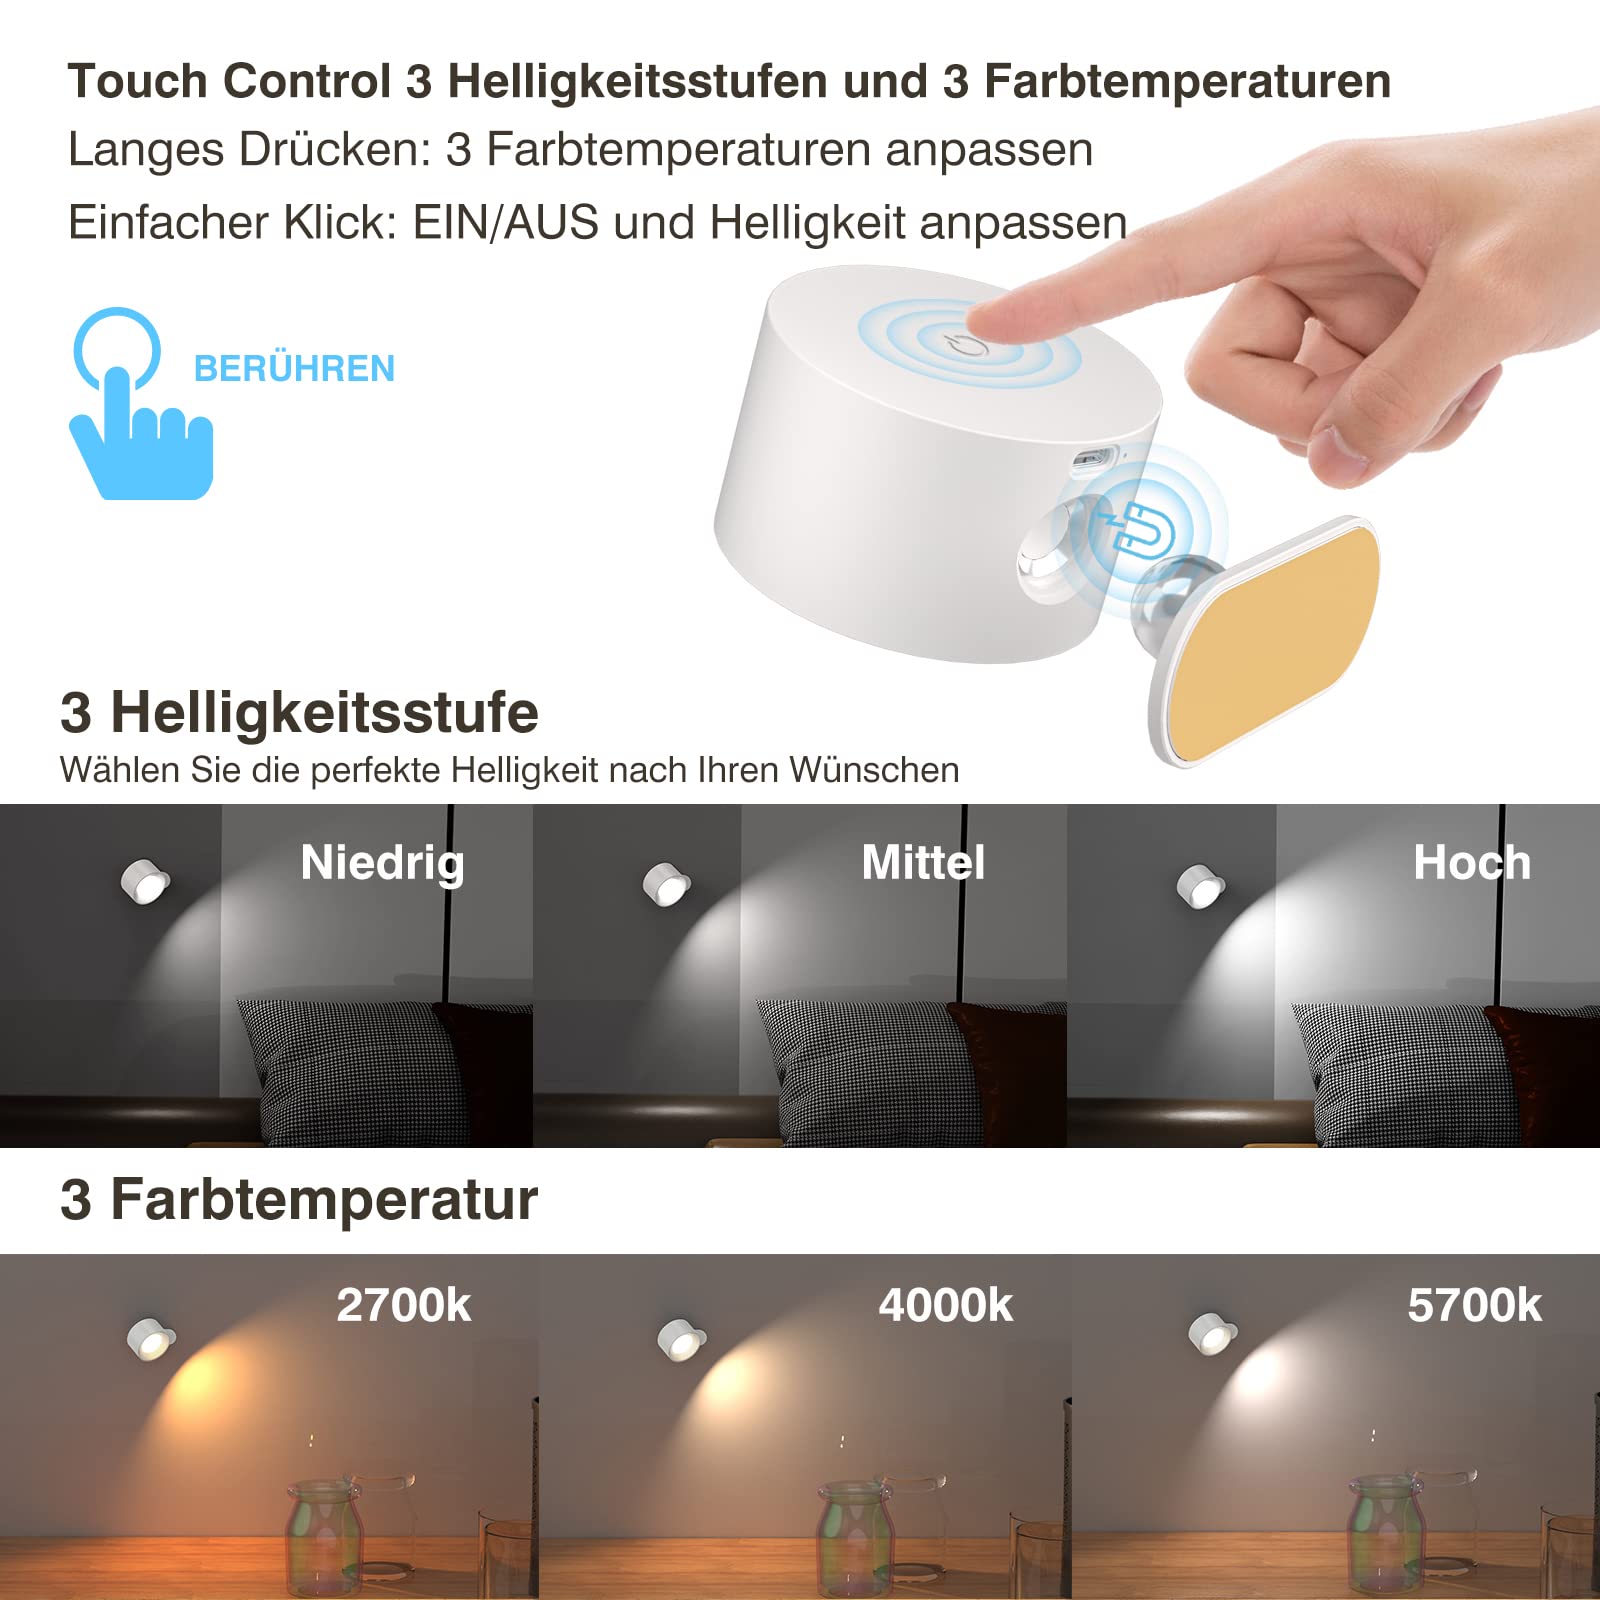 Touch Control 3 Helligkeitsstufen und 3 Farbtemperaturen
Langes Drücken: 3 Farbtemperaturen anpassen
Einfacher Klick: EIN/AUS und Helligkeit anpassen
BERÜHREN
3 Helligkeitsstufe
Wählen Sie die perfekte Helligkeit nach Ihren Wünschen
Niedrig
Mittel
Hoch
3 Farbtemperatur
2700k
4000k
5700k